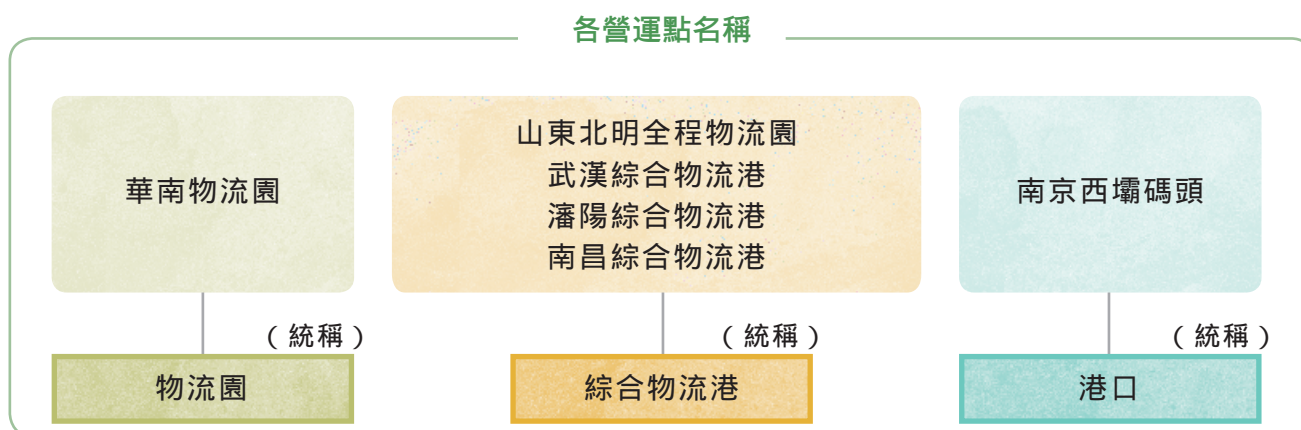 各營運點名稱
華南物流園
山東北明全程物流園
武漢綜合物流港
瀋陽綜合物流港
南昌綜合物流港
南京西壩碼頭
（統稱）
（統稱）
（統稱）
物流園
綜合物流港
港口